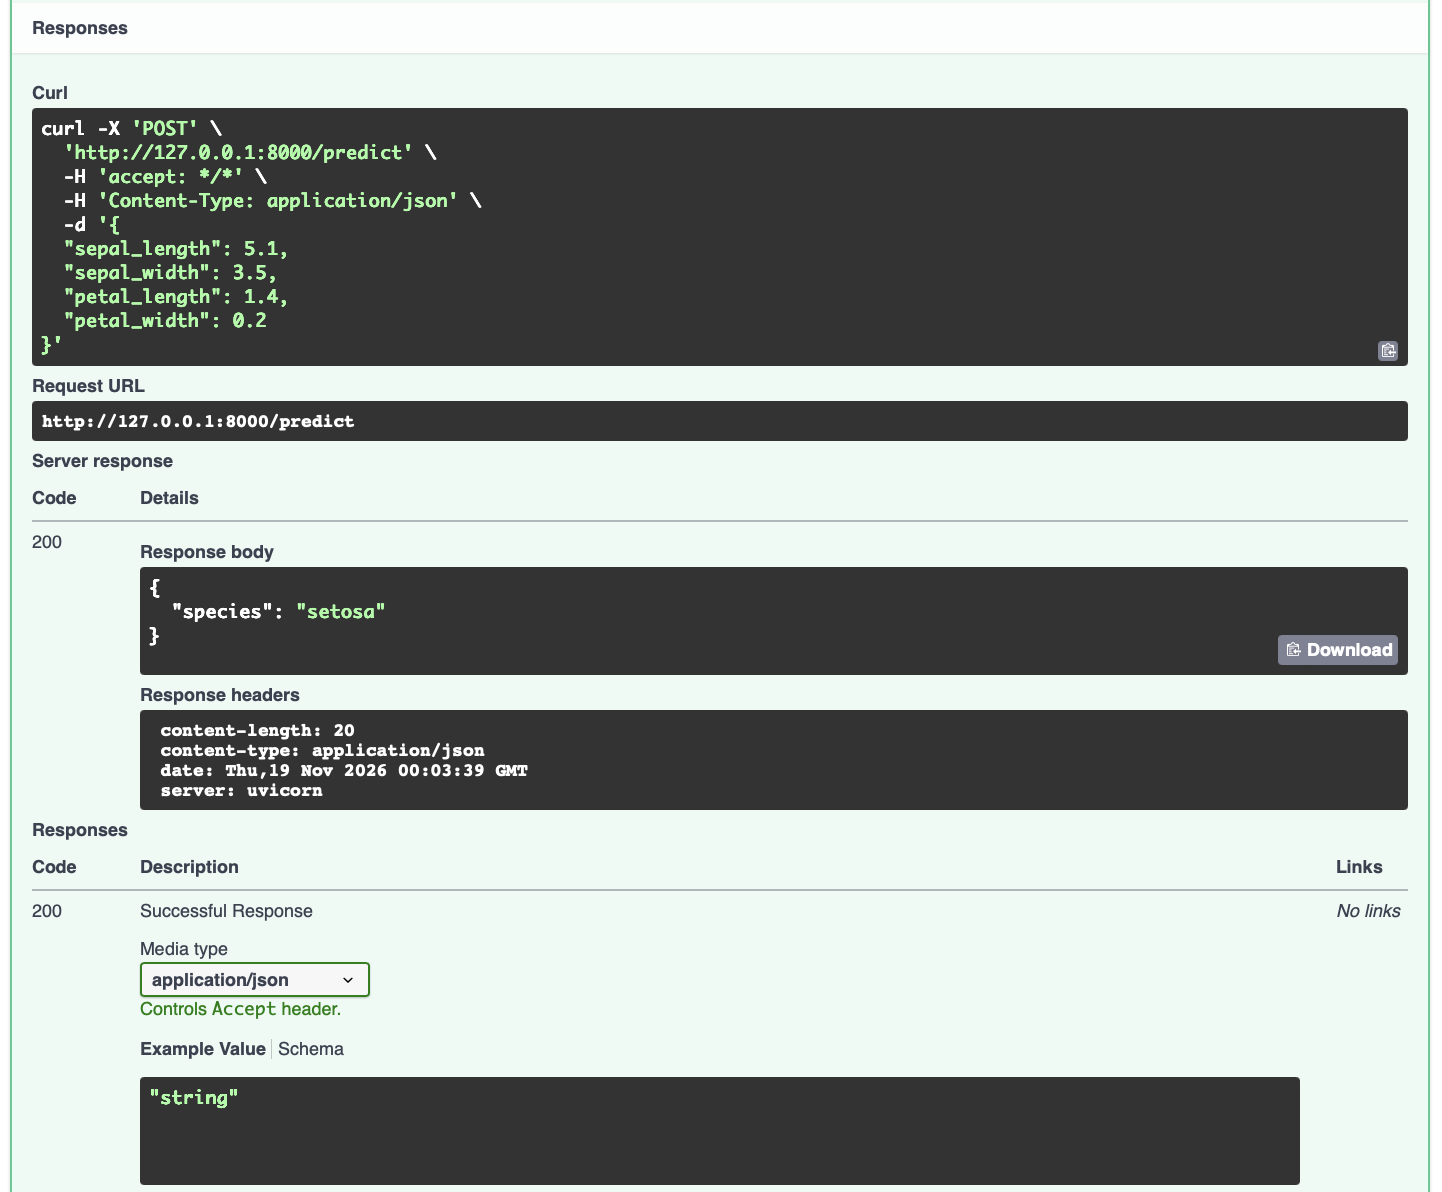 Responses
Curl
curl -X 'POST' \
'http://127.0.0.1:8000/predict' \
-H 'accept: */*' \
-H 'Content-Type: application/json' \
-d '{
"sepal_length": 5.1,
"sepal_width": 3.5,
"petal_length": 1.4,
"petal_width": 0.2
}'
Request URL
http://127.0.0.1:8000/predict
Server response
Code Details
200
Response body
{
"species": "setosa"
}
Download
Response headers
content-length: 20
content-type: application/json
date: Thu,19 Nov 2026 00:03:39 GMT
server: uvicorn
Responses
Code Description Links
200 Successful Response No links
Media type
application/json
Controls Accept header.
Example Value Schema
"string"